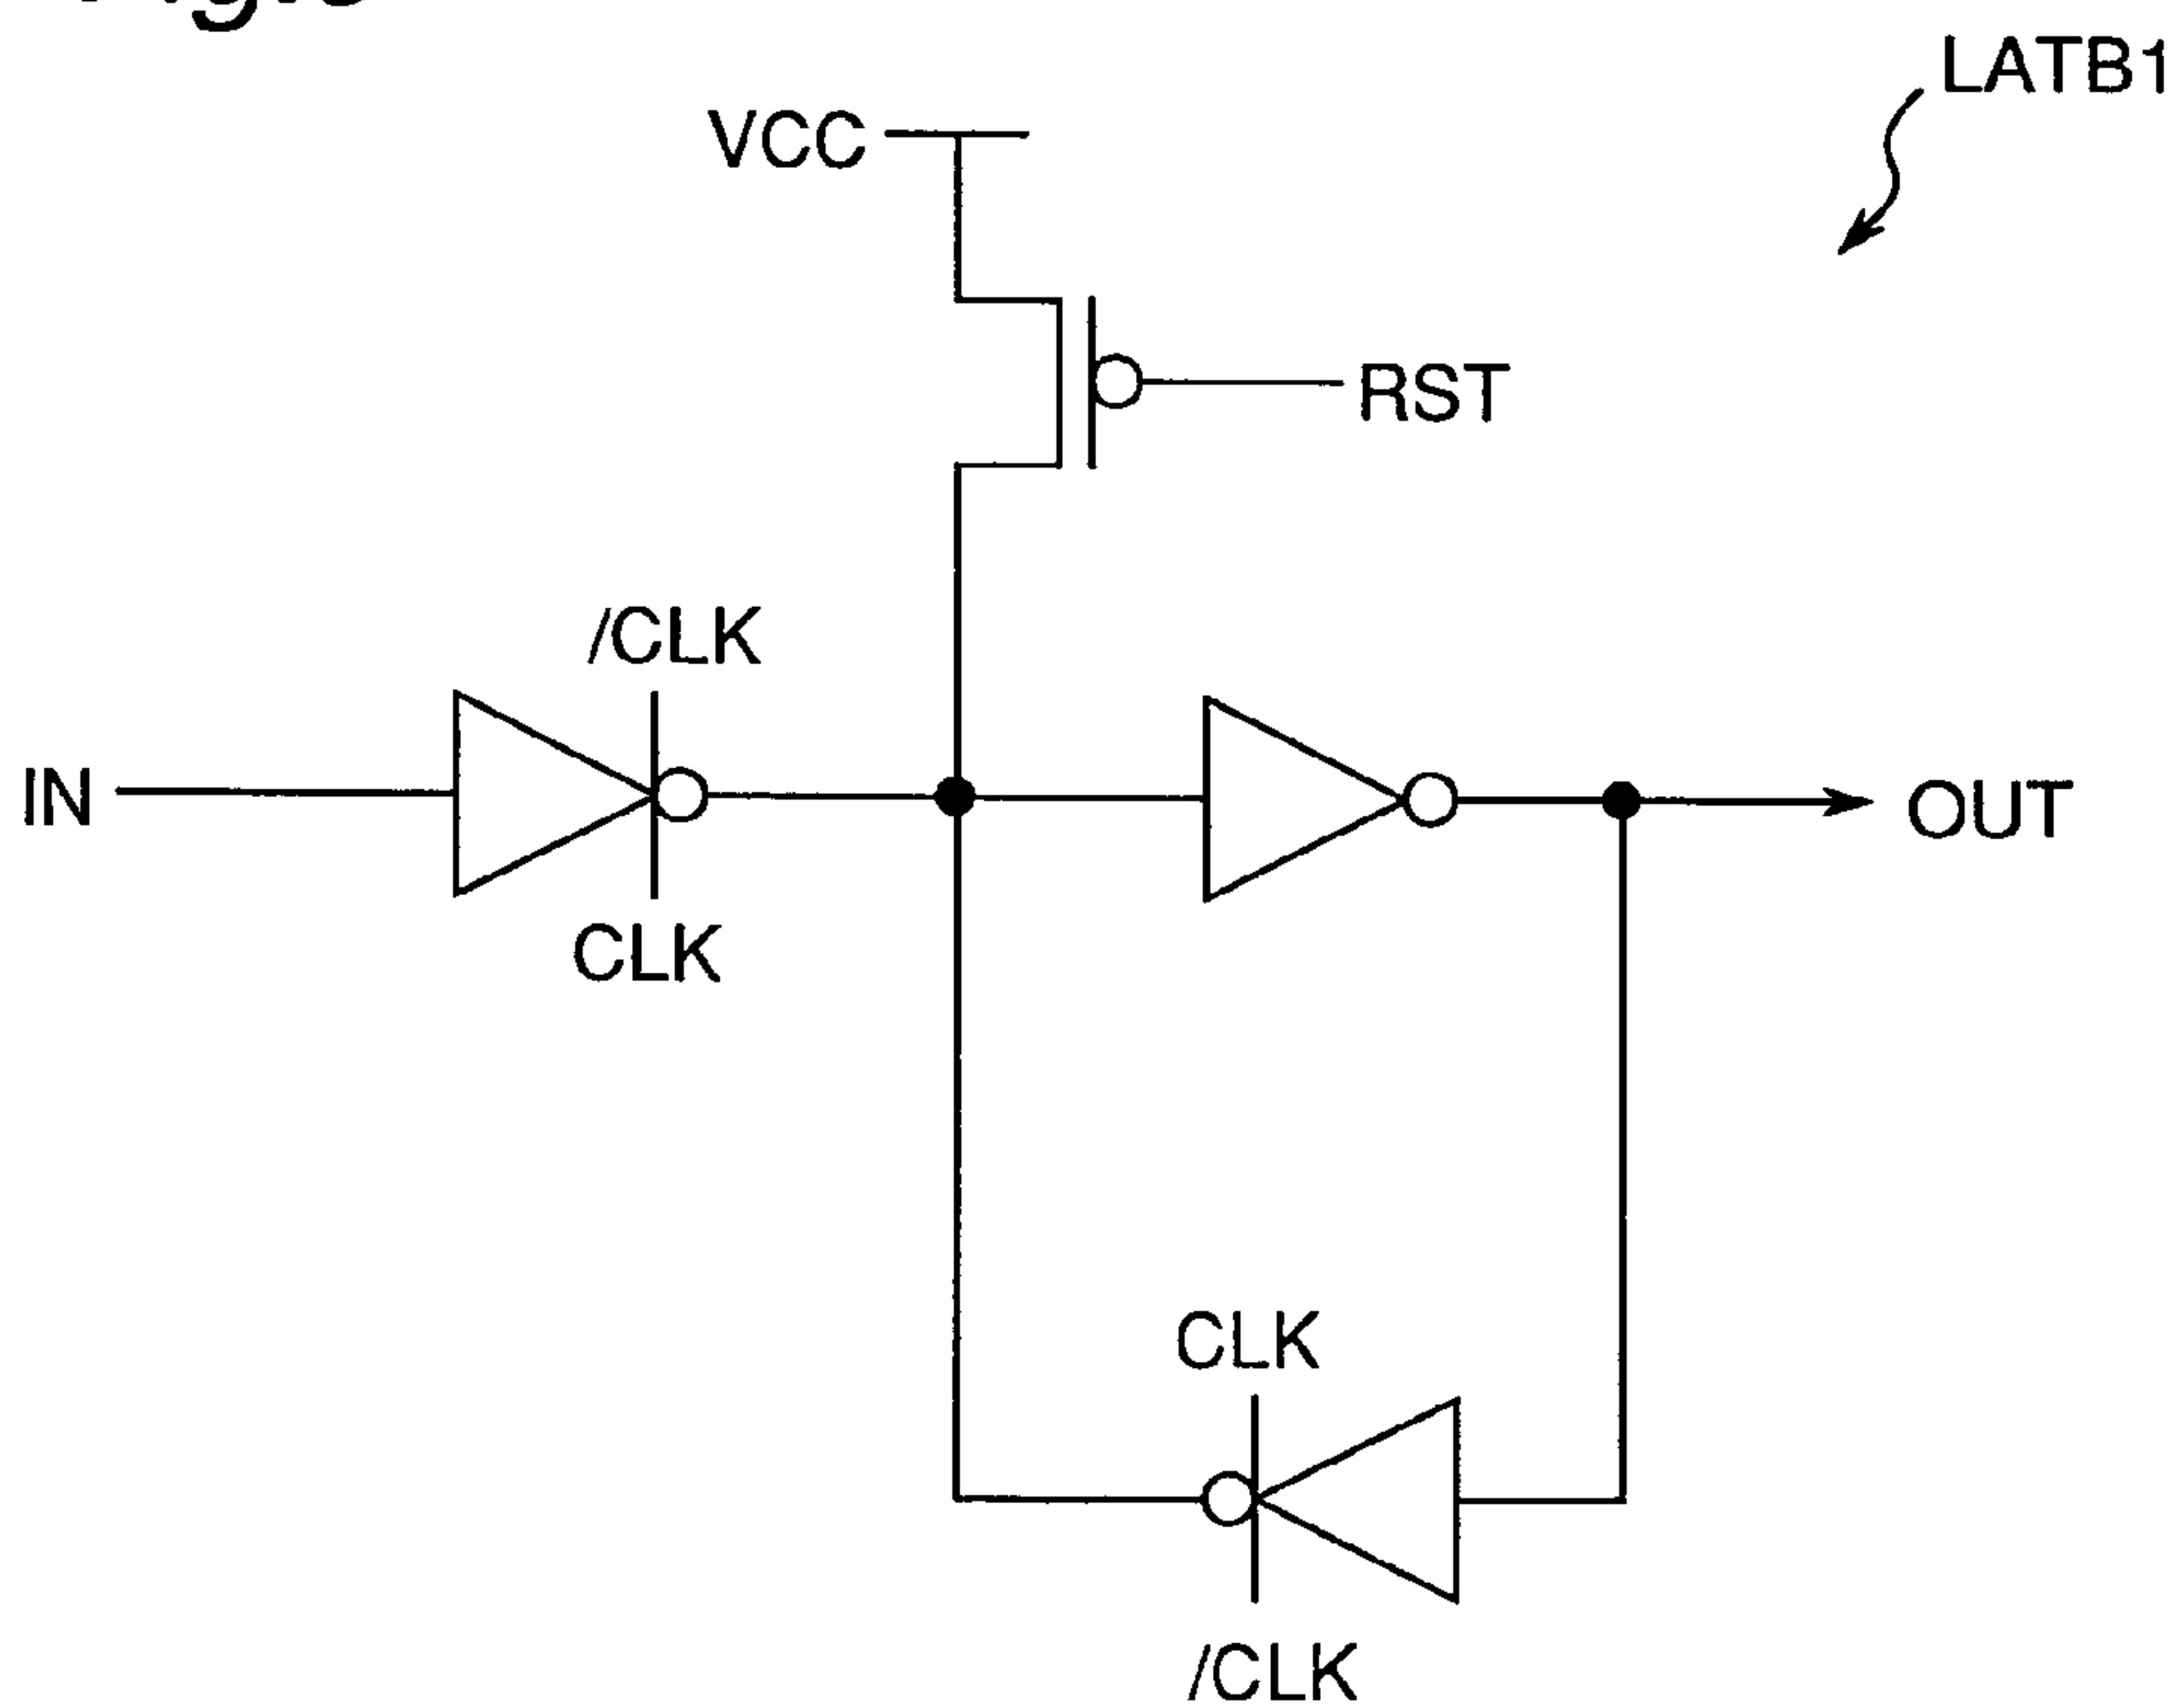 LATB1
VCC
RST
/CLK
IN
OUT
CLK
CLK
/CLK